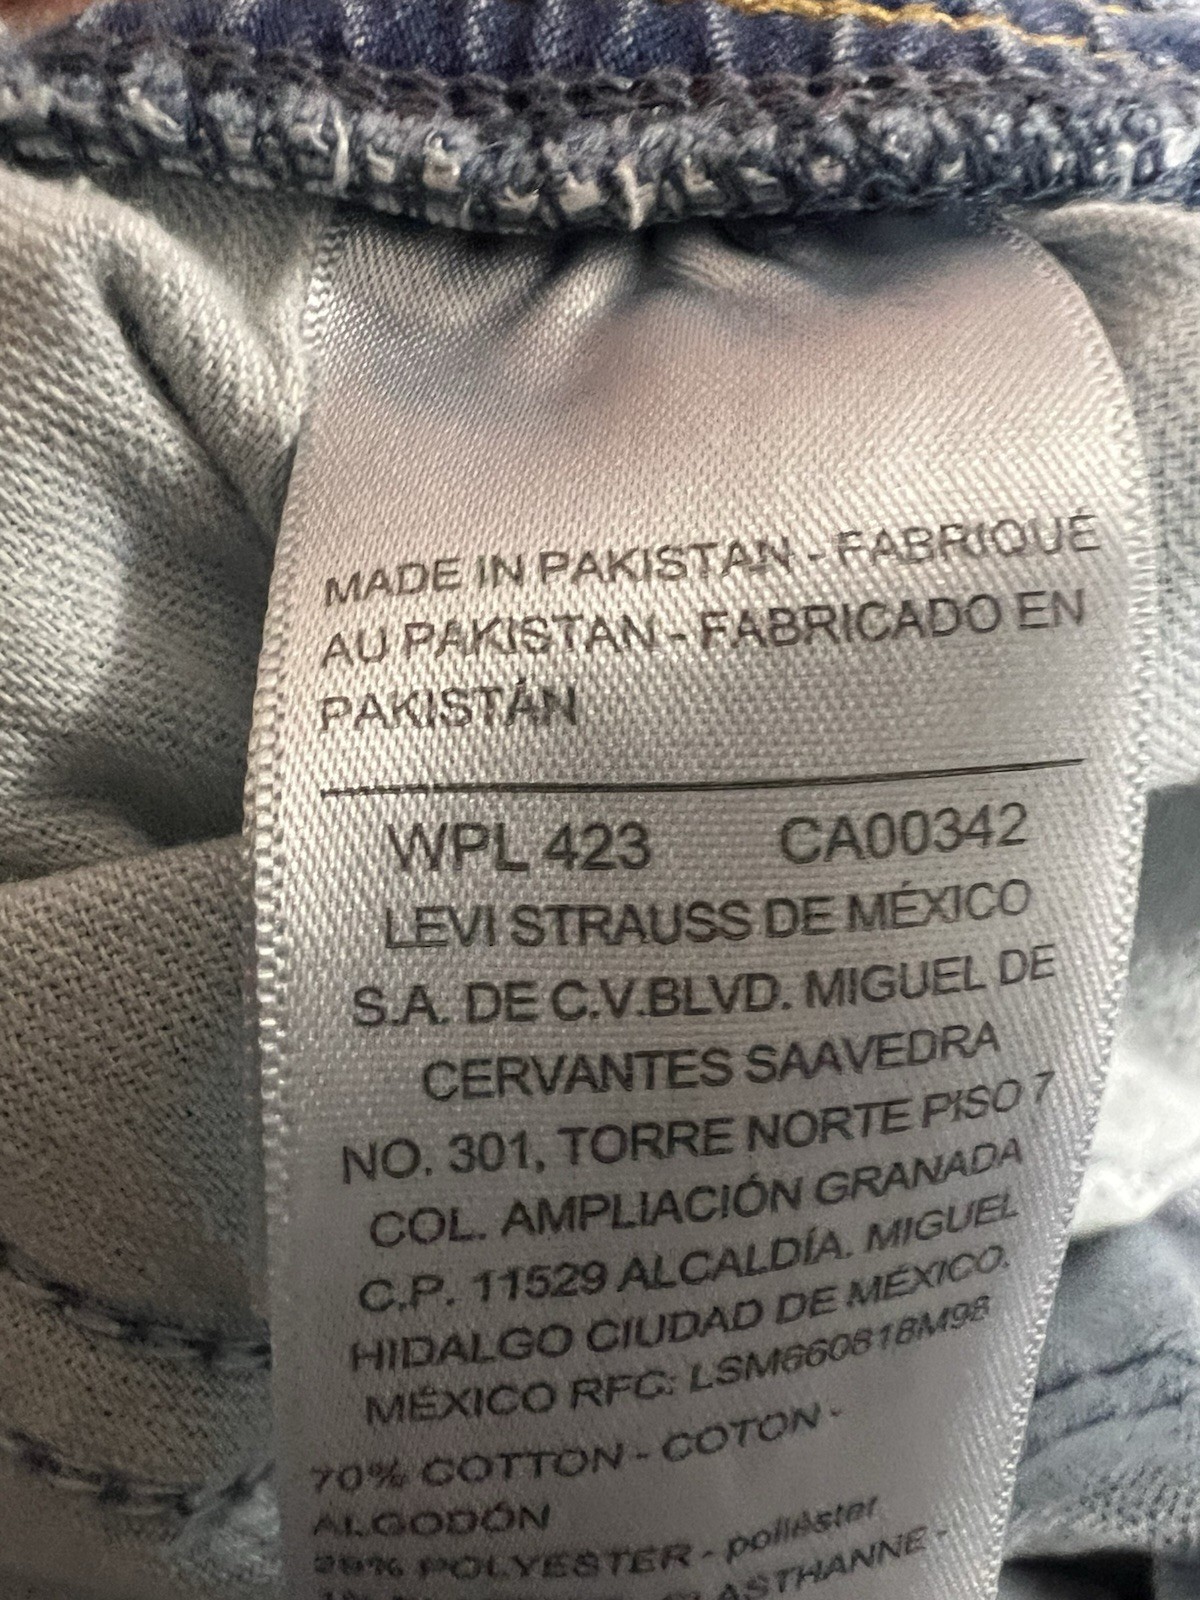 MADE IN PAKISTAN - FABRIQUÉ
AU PAKISTAN - FABRICADO EN
PAKISTÁN
WPL 423 CA00342
LEVI STRAUSS DE MÉXICO
S.A. DE C.V.BLVD. MIGUEL DE
CERVANTES SAAVEDRA
NO. 301, TORRE NORTE PISO 7
COL. AMPLIACIÓN GRANADA
C.P. 11529 ALCALDÍA. MIGUEL
HIDALGO CIUDAD DE MÉXICO.
MÉXICO RFC: LSM660818M98
70% COTTON - COTON -
ALGODÓN
POLYESTER - poliéster